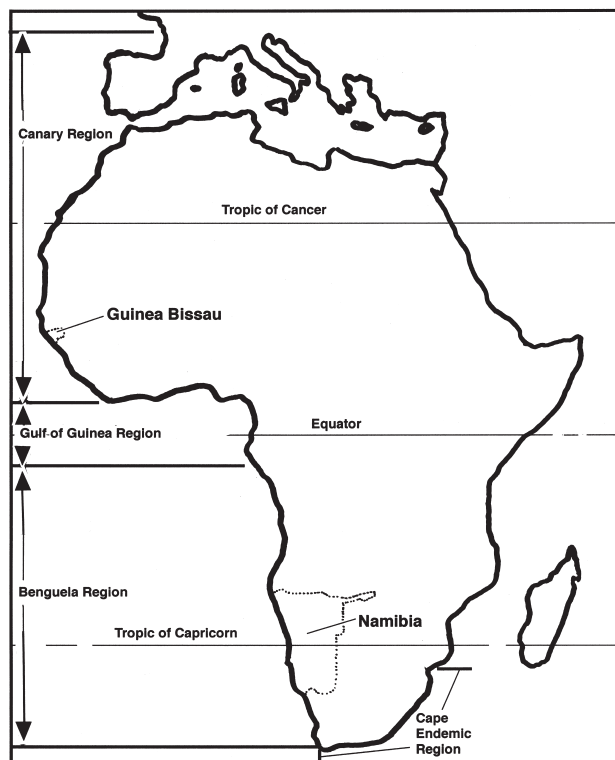 Canary Region
Tropic of Cancer
Guinea Bissau
Gulf of Guinea Region
Equator
Benguela Region
Namibia
Tropic of Capricorn
Cape
Endemic
Region